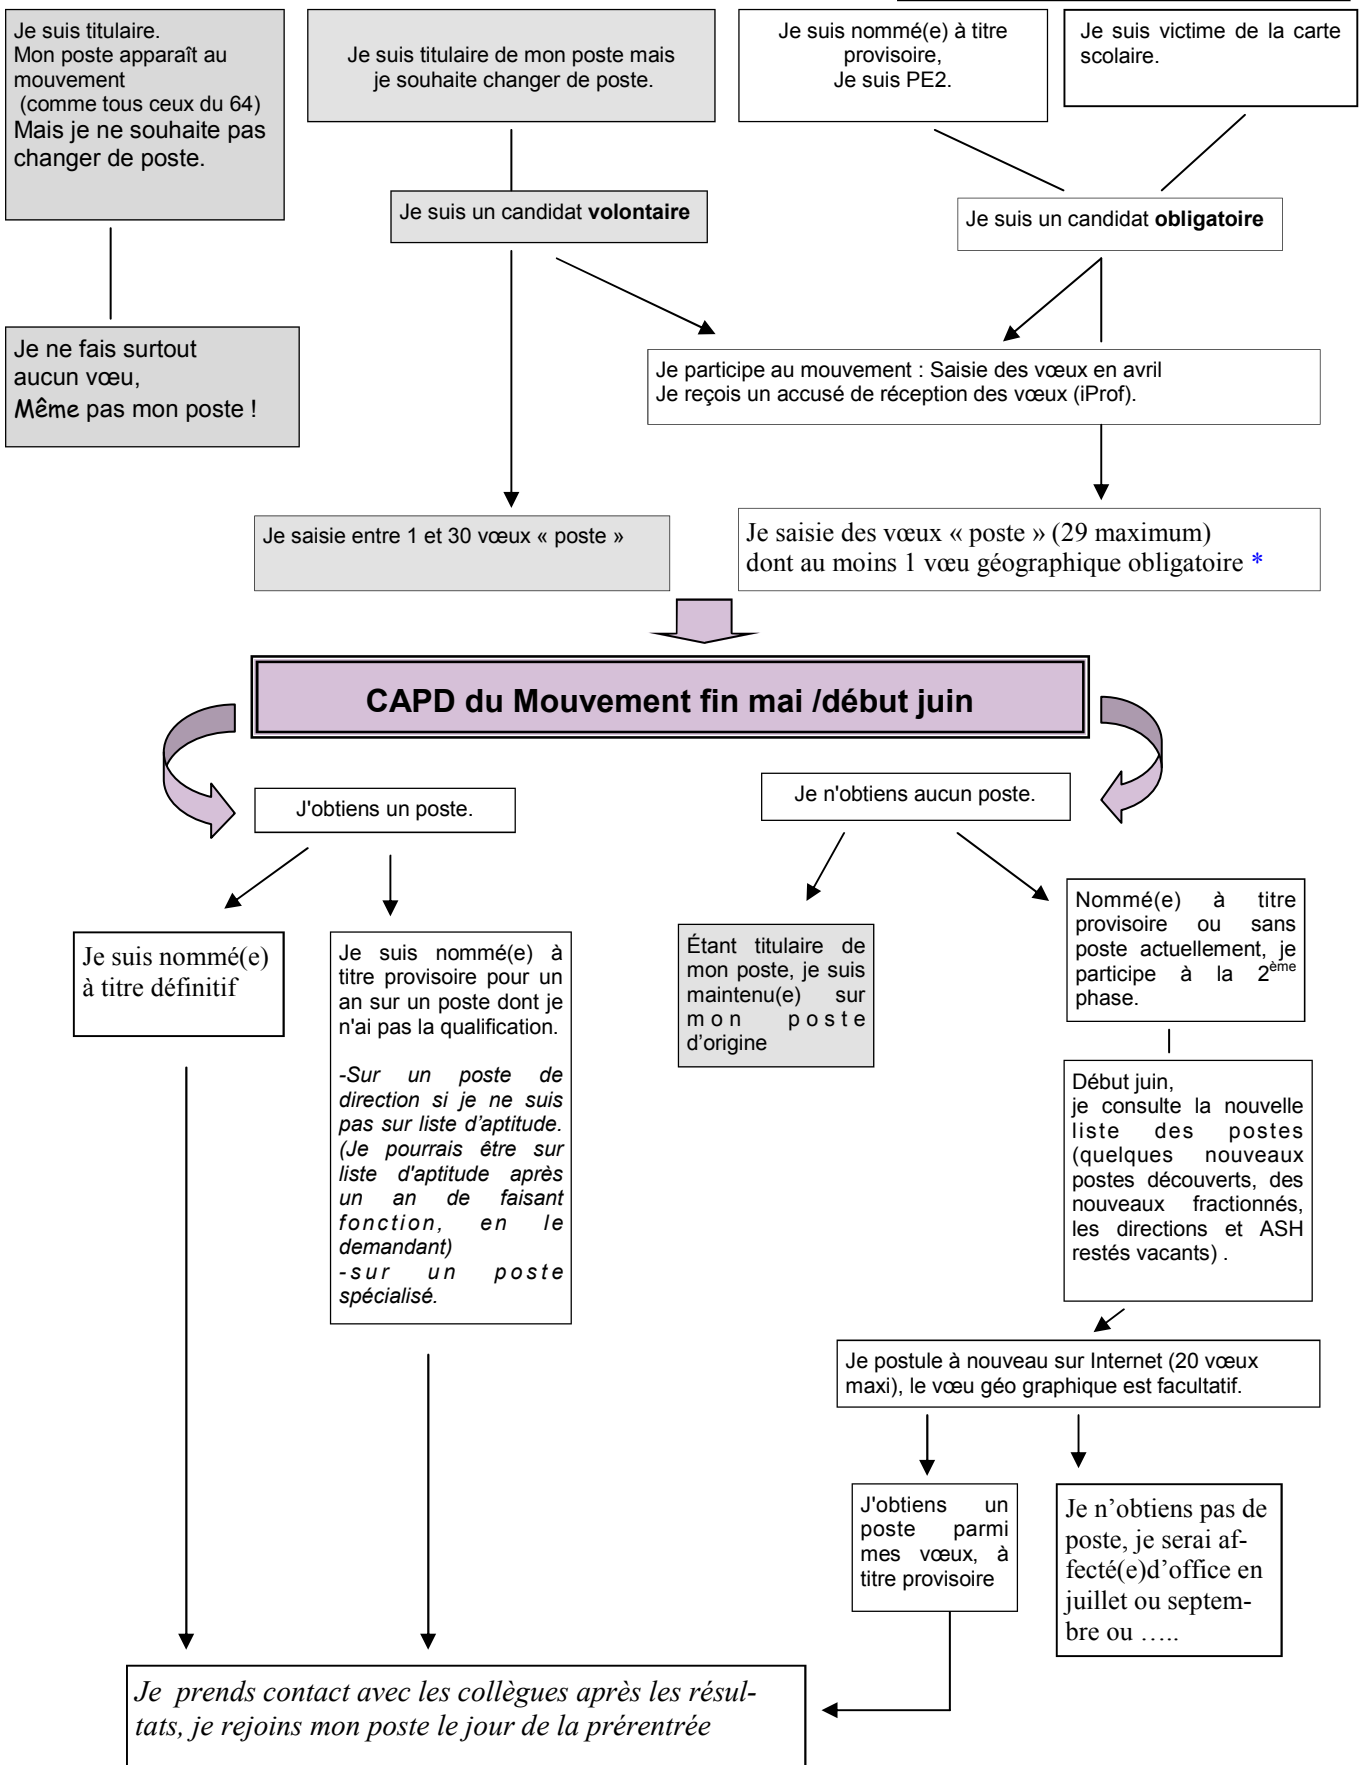 Je suis titulaire.
Mon poste apparaît au
mouvement
(comme tous ceux du 64)
Mais je ne souhaite pas
changer de poste.
Je suis titulaire de mon poste mais
je souhaite changer de poste.
Je suis nommé(e) à titre
provisoire,
Je suis PE2.
Je suis victime de la carte
scolaire.
Je suis un candidat volontaire
Je suis un candidat obligatoire
Je ne fais surtout
aucun vœu,
Même pas mon poste !
Je participe au mouvement : Saisie des vœux en avril
Je reçois un accusé de réception des vœux (iProf).
Je saisie entre 1 et 30 vœux « poste »
Je saisie des vœux « poste » (29 maximum)
dont au moins 1 vœu géographique obligatoire *
CAPD du Mouvement fin mai /début juin
J'obtiens un poste.
Je n'obtiens aucun poste.
Je suis nommé(e)
à titre définitif
Je suis nommé(e) à
titre provisoire pour un
an sur un poste dont je
n'ai pas la qualification.
-Sur un poste de
direction si je ne suis
pas sur liste d’aptitude.
(Je pourrais être sur
liste d'aptitude après
un an de faisant
fonction, en le
demandant)
-sur un poste
spécialisé.
Étant titulaire de
mon poste, je suis
maintenu(e) sur
mon poste
d’origine
Nommé(e) à titre
provisoire ou sans
poste actuellement, je
participe à la 2ème
phase.
Début juin,
je consulte la nouvelle
liste des postes
(quelques nouveaux
postes découverts, des
nouveaux fractionnés,
les directions et ASH
restés vacants) .
Je postule à nouveau sur Internet (20 vœux
maxi), le vœu géo graphique est facultatif.
J'obtiens un
poste parmi
mes vœux, à
titre provisoire
Je n’obtiens pas de
poste, je serai af-
fecté(e)d’office en
juillet ou septem-
bre ou …..
Je prends contact avec les collègues après les résul-
tats, je rejoins mon poste le jour de la prérentrée